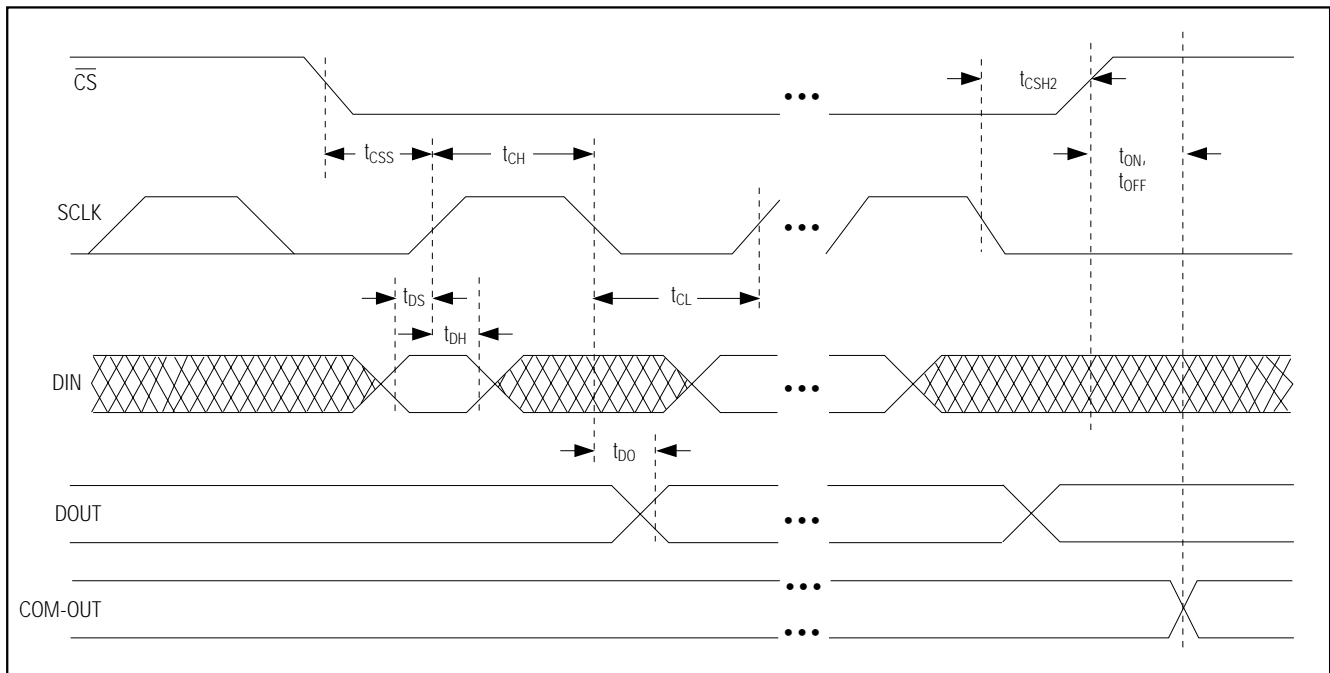 CS
tCSH2
tCSS
tCH
tON,
tOFF
SCLK
tDS
tCL
tDH
DIN
tDO
DOUT
COM-OUT